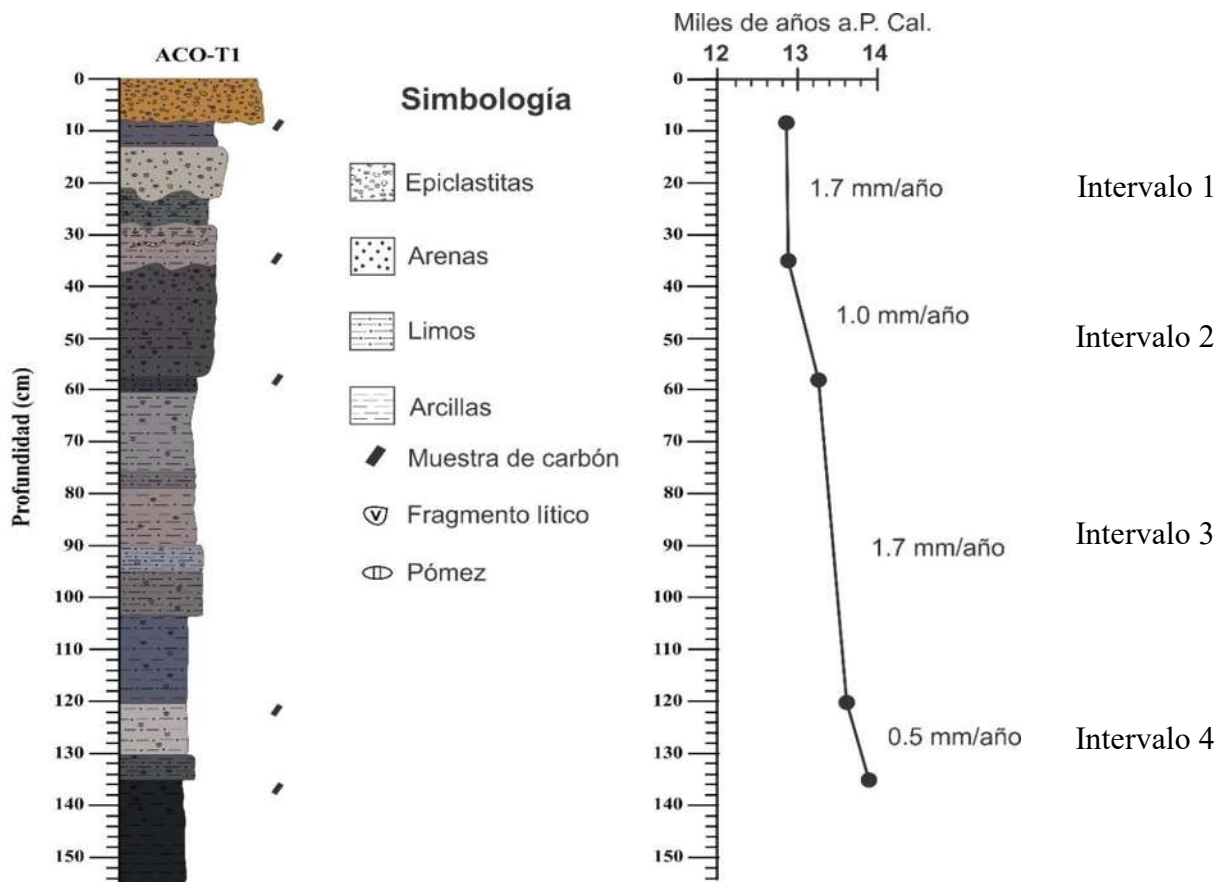 ACO-T1
Profundidad (cm)
0
10
20
30
40
50
60
70
80
90
100
110
120
130
140
150
Simbología
Epiclastitas
Arenas
Limos
Arcillas
Muestra de carbón
V
Fragmento lítico
Pómez
Miles de años a.P. Cal.
12 13 14
0
10
20
30
40
50
60
70
80
90
100
110
120
130
140
150
1.7 mm/año
1.0 mm/año
1.7 mm/año
0.5 mm/año
Intervalo 1
Intervalo 2
Intervalo 3
Intervalo 4